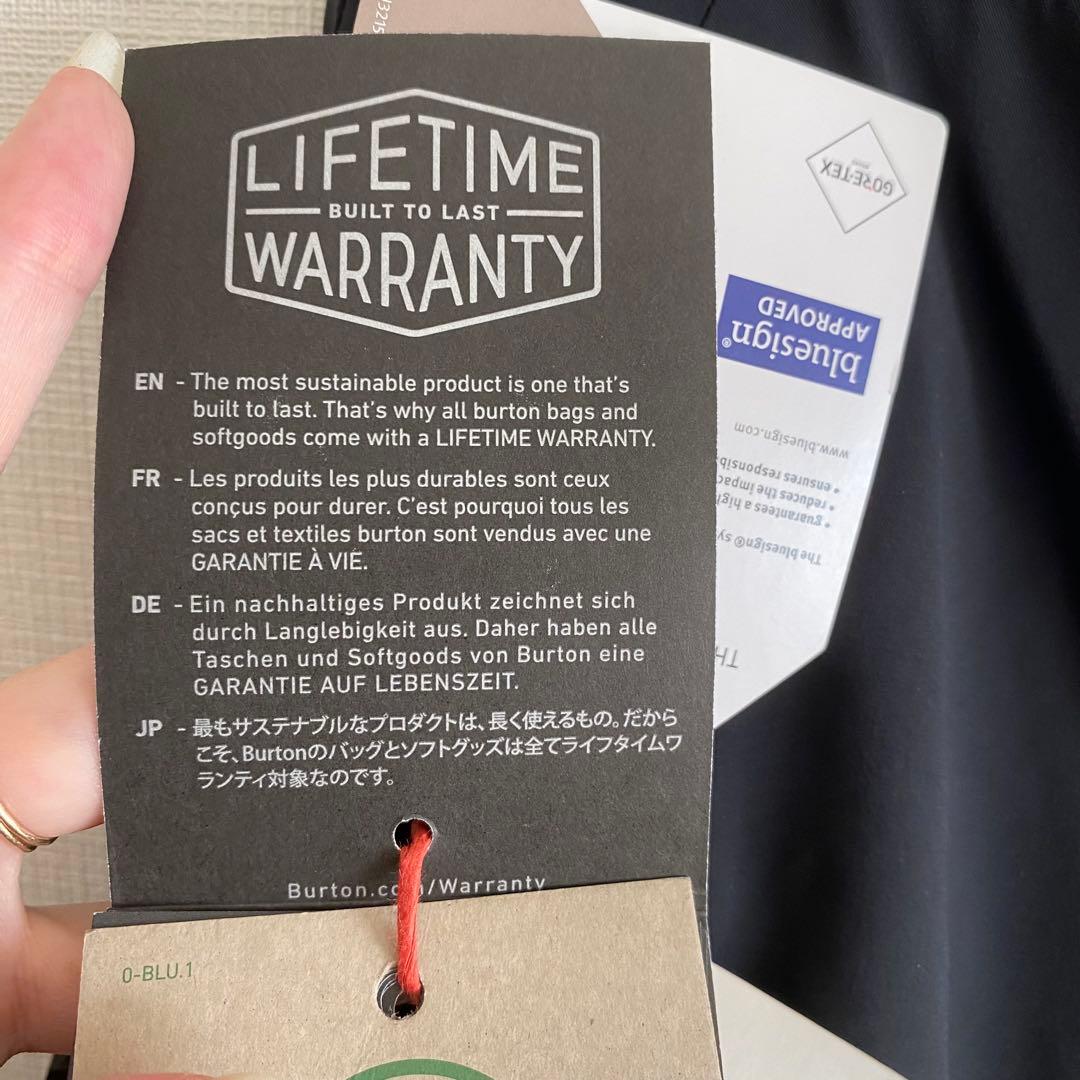 LIFETIME
BUILT TO LAST
WARRANTY
EN - The most sustainable product is one that's
built to last. That's why all burton bags and
softgoods come with a LIFETIME WARRANTY.
FR - Les produits les plus durables sont ceux
conçus pour durer. C'est pourquoi tous les
sacs et textiles burton sont vendus avec une
GARANTIE À VIE.
DE - Ein nachhaltiges Produkt zeichnet sich
durch Langlebigkeit aus. Daher haben alle
Taschen und Softgoods von Burton eine
GARANTIE AUF LEBENSZEIT.
JP - 最もサステナブルなプロダクトは、長く使えるもの。だから
こそ、Burtonのバッグとソフトグッズは全てライフタイムワ
ランティ対象なのです。
Burton.co /Warranty
0-BLU.1
GORE-TEX
bluesign®
APPROVED
www.bluesign.com
• ensures
• reduces the
• guarantees a
The bluesign®